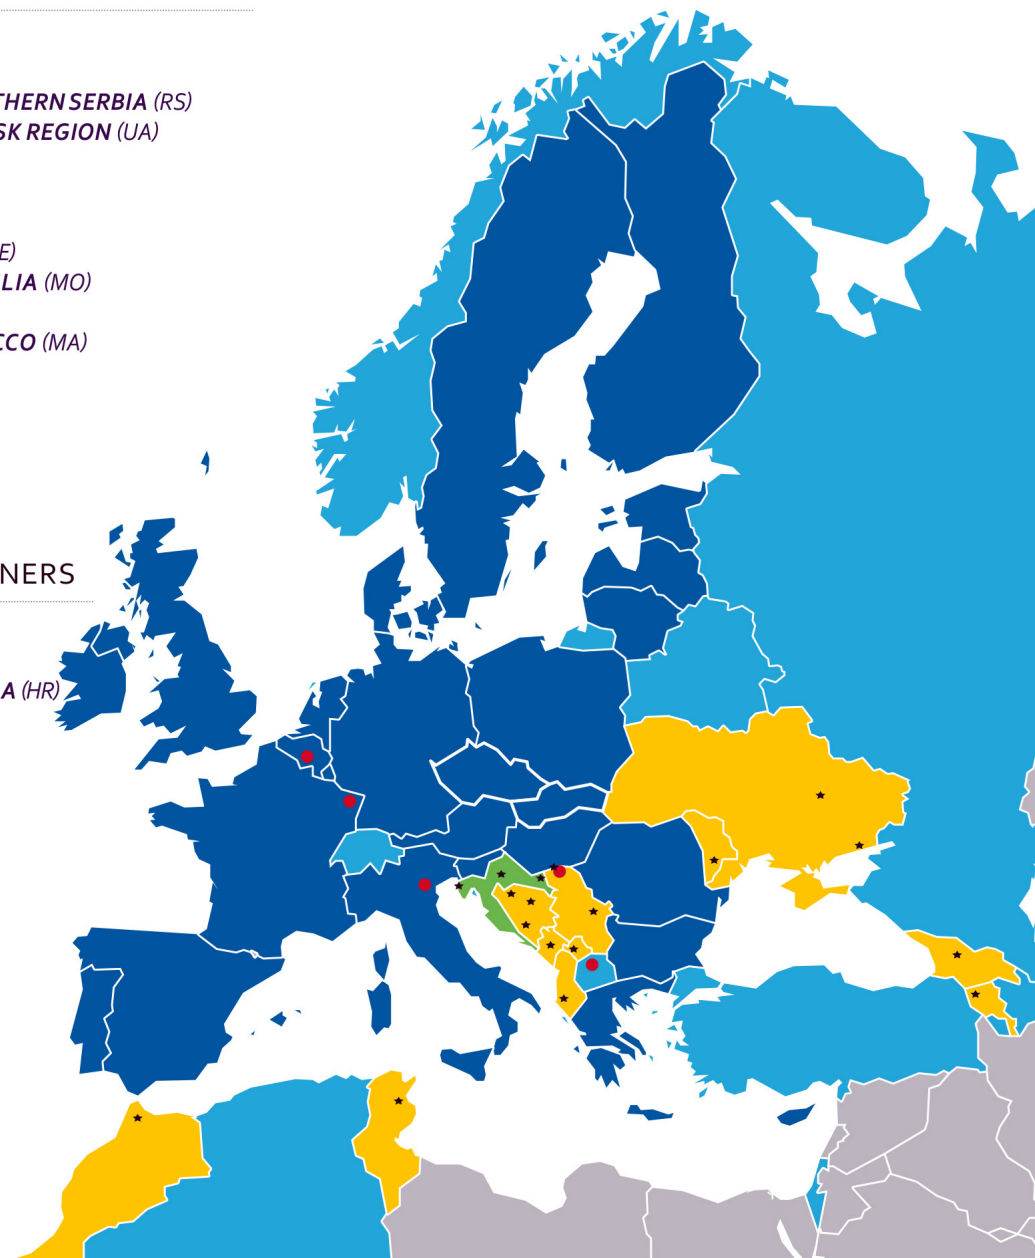 THERN SERBIA (RS)
SK REGION (UA)
E)
LIA (MO)
CCO (MA)
NERS
A (HR)